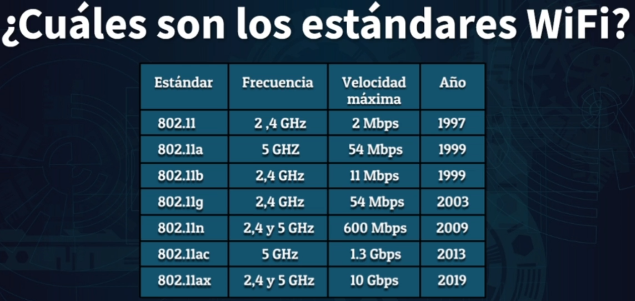 ¿Cuáles son los estándares WiFi?
Estándar Frecuencia Velocidad máxima Año
802.11 2 ,4 GHz 2 Mbps 1997
802.11a 5 GHZ 54 Mbps 1999
802.11b 2,4 GHz 11 Mbps 1999
802.11g 2,4 GHz 54 Mbps 2003
802.11n 2,4 y 5 GHz 600 Mbps 2009
802.11ac 5 GHz 1.3 Gbps 2013
802.11ax 2,4 y 5 GHz 10 Gbps 2019